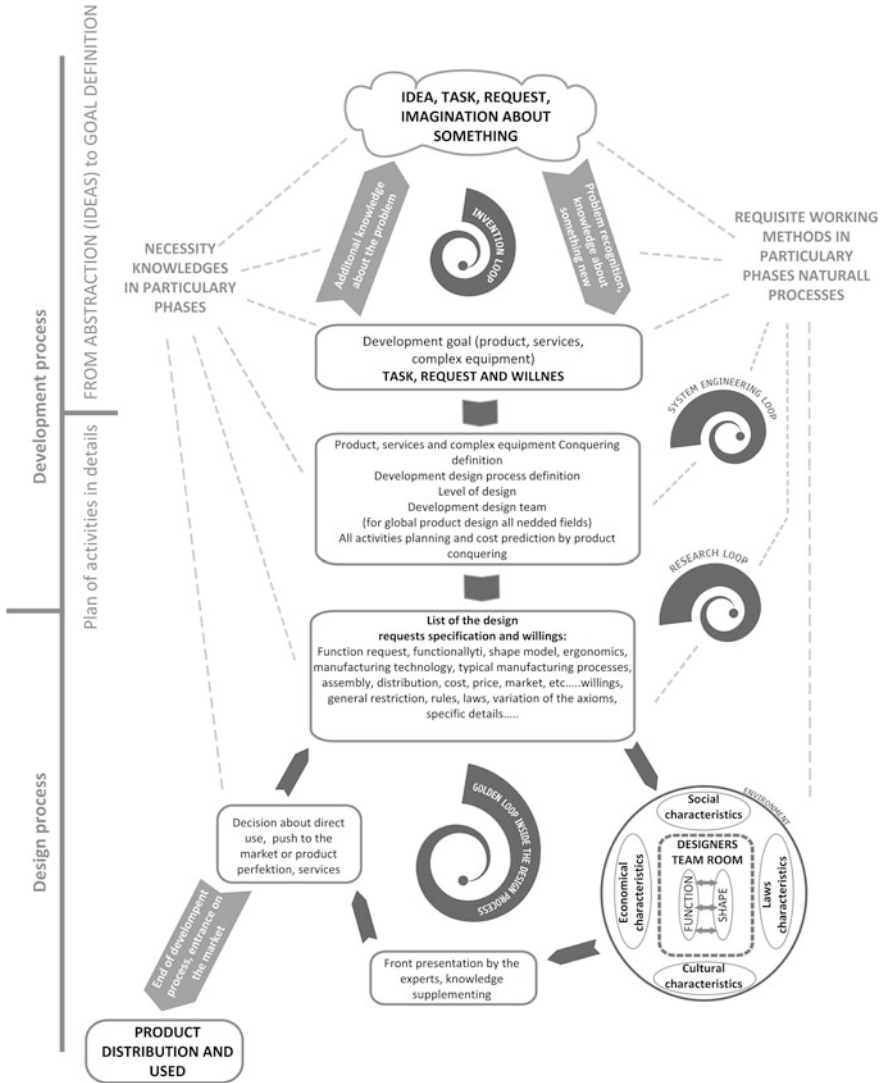 IDEA, TASK, REQUEST,
IMAGINATION ABOUT
SOMETHING
FROM ABSTRACTION (IDEAS) to GOAL DEFINITION
Development process
Additonal knowledge
about the problem
INVENTION LOOP
Problem recognition,
knowledge about
something new
NECESSITY
KNOWLEDGES
IN PARTICULARY
PHASES
REQUISITE WORKING
METHODS IN
PARTICULARY
PHASES NATURALL
PROCESSES
Development goal (product, services,
complex equipment)
TASK, REQUEST AND WILLNES
SYSTEM ENGINEERING LOOP
Plan of activities in details
Product, services and complex equipment Conquering
definition
Development design process definition
Level of design
Development design team
(for global product design all nedded fields)
All activities planning and cost prediction by product
conquering
RESEARCH LOOP
Design process
List of the design
requests specification and willings:
Function request, functionallyti, shape model, ergonomics,
manufacturing technology, typical manufacturing processes,
assembly, distribution, cost, price, market, etc.....willings,
general restriction, rules, laws, variation of the axioms,
specific details.....
Decision about direct
use, push to the
market or product
perfektion, services
GOLDEN LOOP INSIDE THE DESIGN PROCESS
ENVIRONMENT
Social
characteristics
DESIGNERS
TEAM ROOM
Economical
characteristics
FUNCTION
SHAPE
Laws
characteristics
Cultural
characteristics
Front presentation by the
experts, knowledge
supplementing
End of development
process, entrance on
the market
PRODUCT
DISTRIBUTION AND
USED